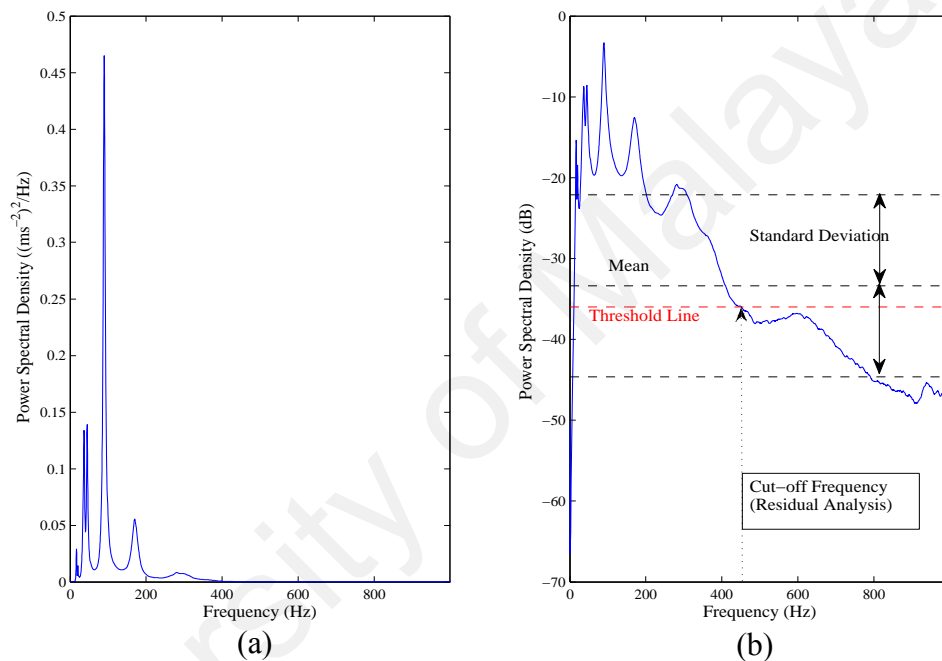 0.5
0.45
0.4
0.35
0.3
0.25
0.2
0.15
0.1
0.05
0
Power Spectral Density ((ms⁻²)²/Hz)
0 200 400 600 800
Frequency (Hz)
(a)
0
−10
−20
−30
−40
−50
−60
−70
Power Spectral Density (dB)
Standard Deviation
Mean
Threshold Line
Cut−off Frequency
(Residual Analysis)
0 200 400 600 800
Frequency (Hz)
(b)
rsity of Malaya